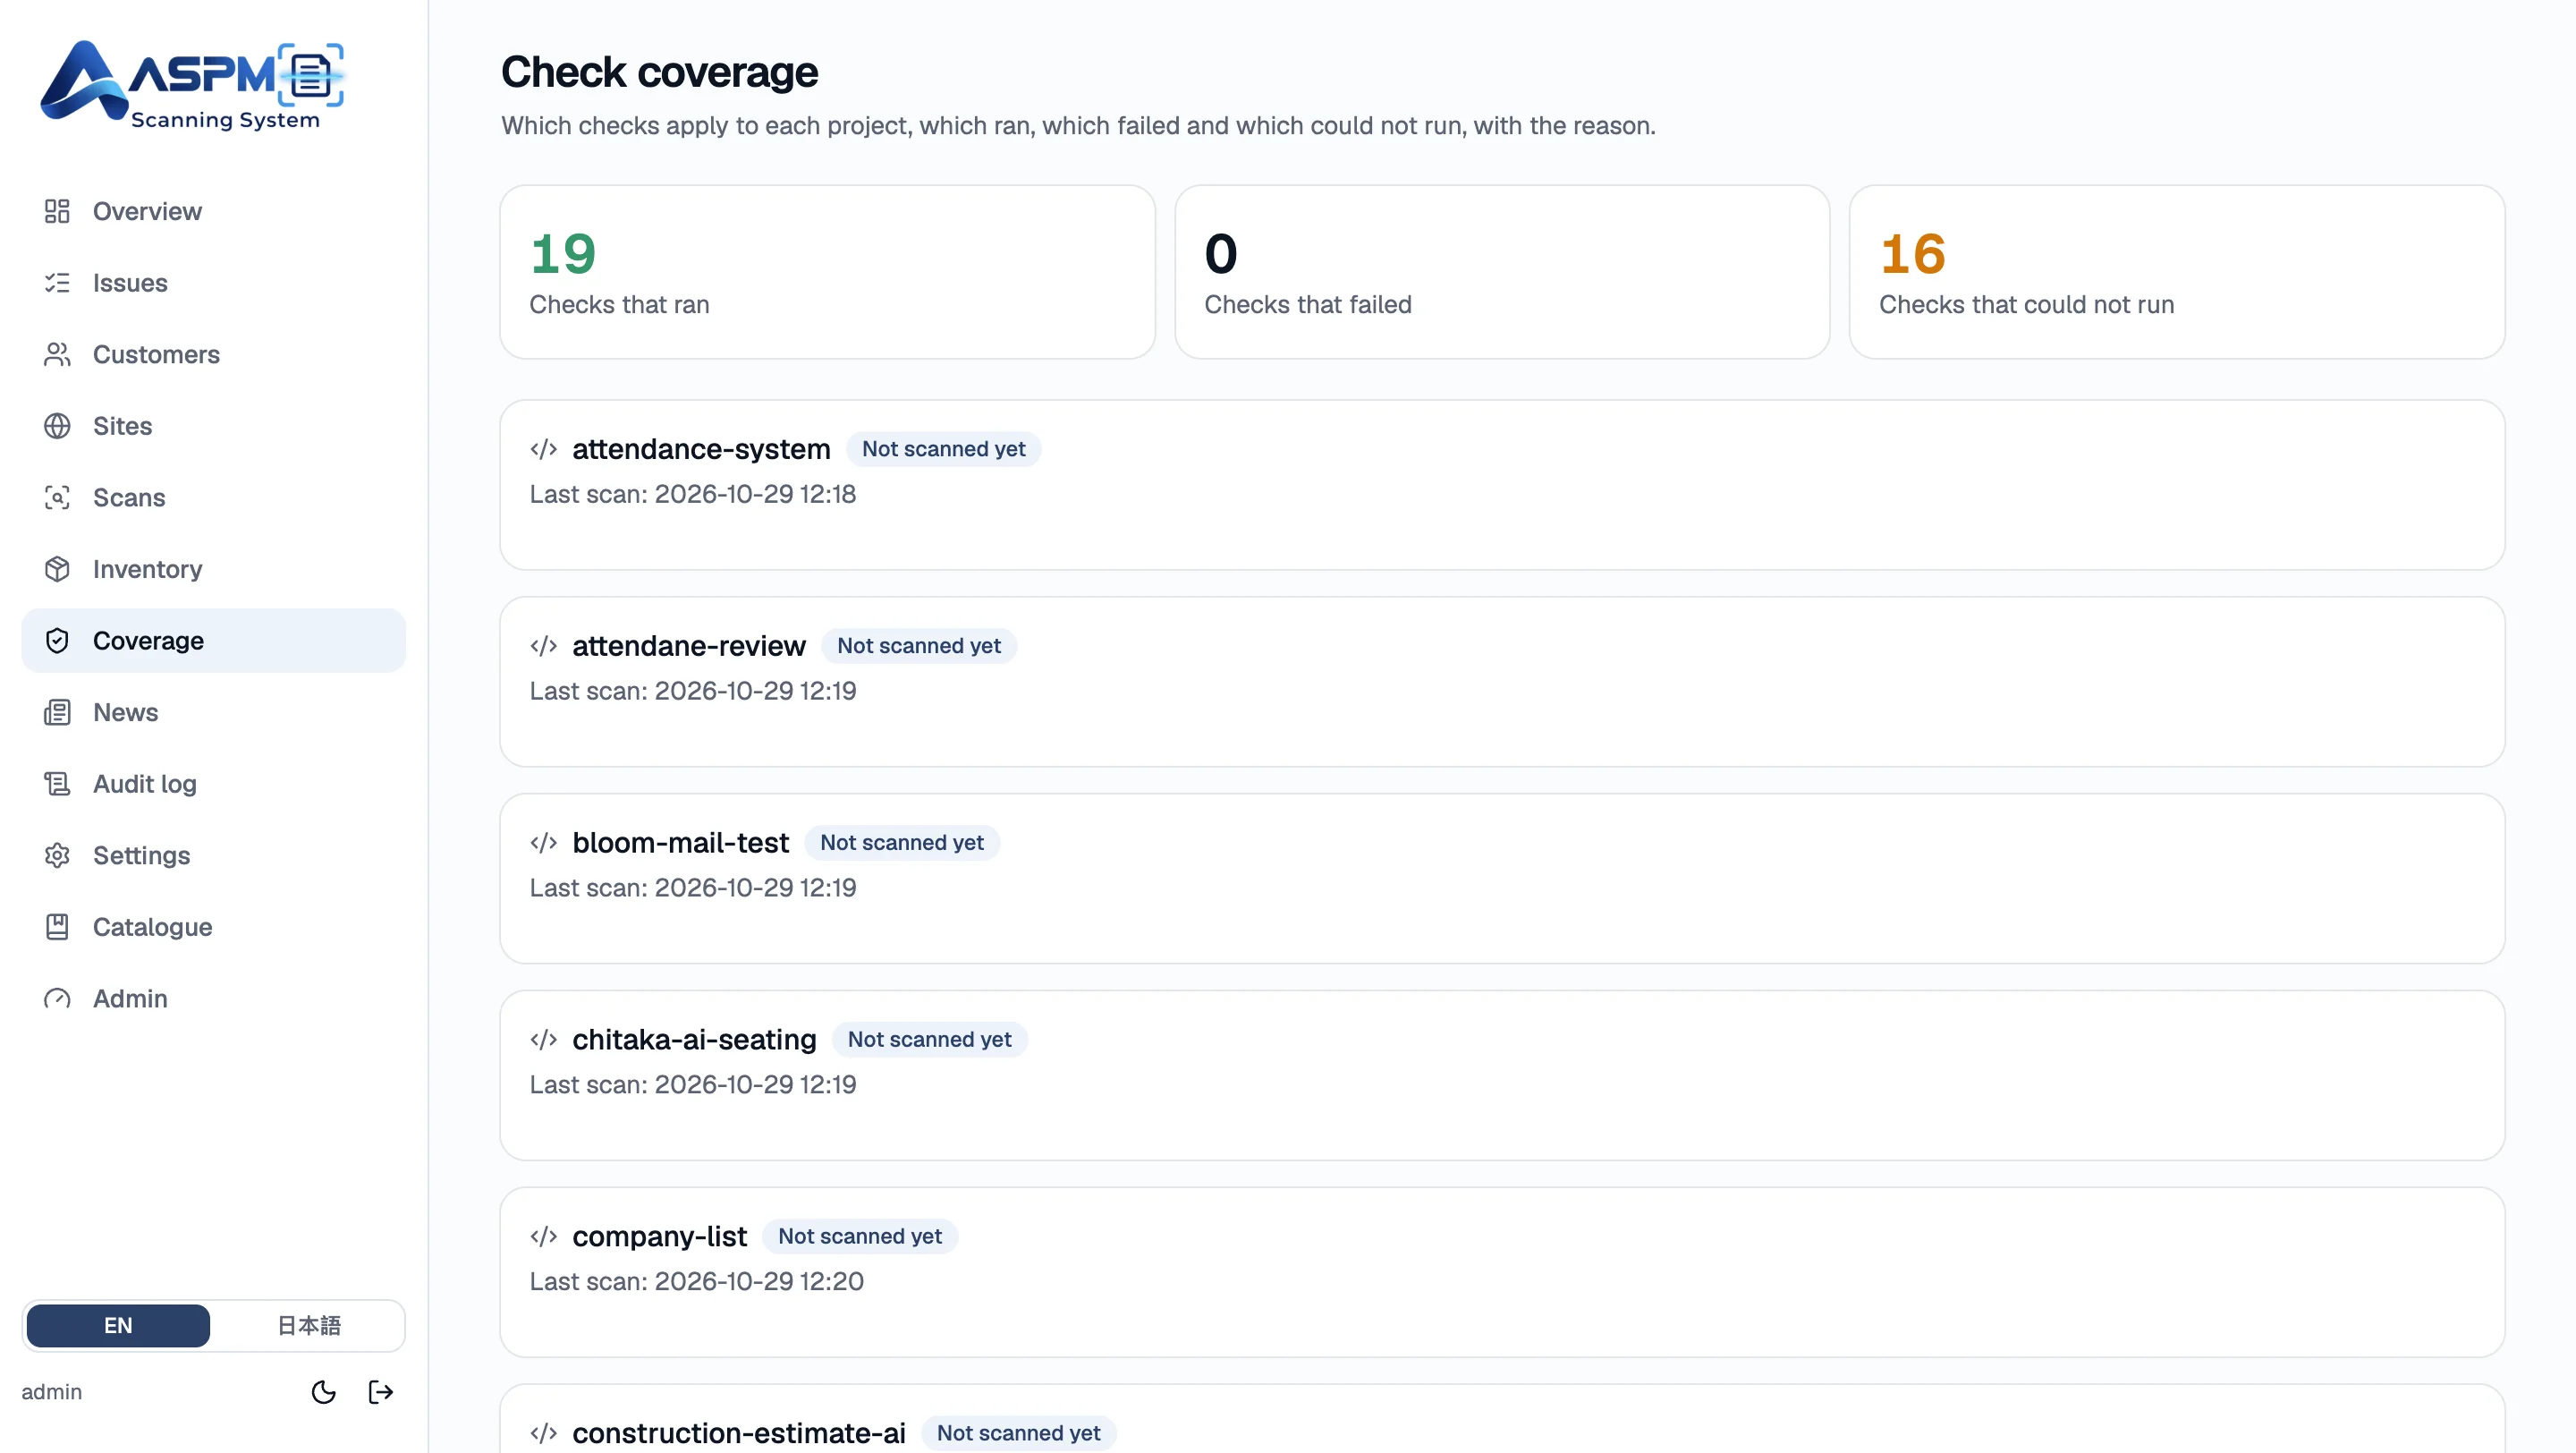 ASPM
Scanning System
Overview
Issues
Customers
Sites
Scans
Inventory
Coverage
News
Audit log
Settings
Catalogue
Admin
EN
日本語
admin
Check coverage
Which checks apply to each project, which ran, which failed and which could not run, with the reason.
19
Checks that ran
0
Checks that failed
16
Checks that could not run
attendance-system Not scanned yet
Last scan: 2026-10-29 12:18
attendane-review Not scanned yet
Last scan: 2026-10-29 12:19
bloom-mail-test Not scanned yet
Last scan: 2026-10-29 12:19
chitaka-ai-seating Not scanned yet
Last scan: 2026-10-29 12:19
company-list Not scanned yet
Last scan: 2026-10-29 12:20
construction-estimate-ai Not scanned yet